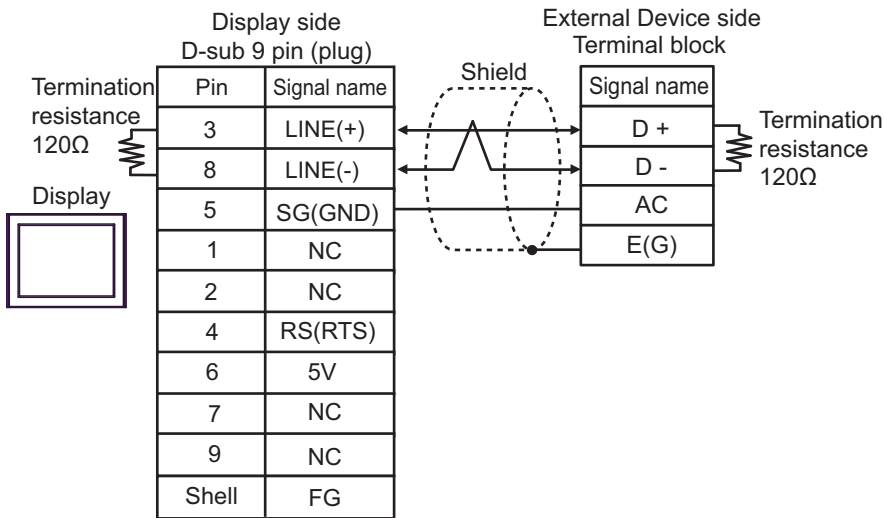 Display side
D-sub 9 pin (plug)
External Device side
Terminal block
Shield
Termination
resistance
120Ω
Display
Pin Signal name
3 LINE(+)
8 LINE(-)
5 SG(GND)
1 NC
2 NC
4 RS(RTS)
6 5V
7 NC
9 NC
Shell FG
Signal name
D +
D -
AC
E(G)
Termination
resistance
120Ω